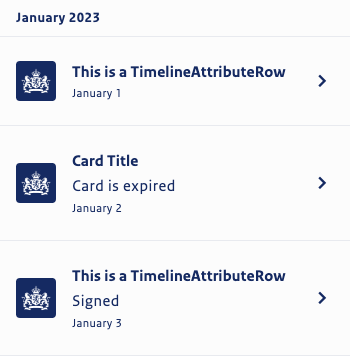 January 2023
This is a TimelineAttributeRow
January 1
Card Title
Card is expired
January 2
This is a TimelineAttributeRow
Signed
January 3